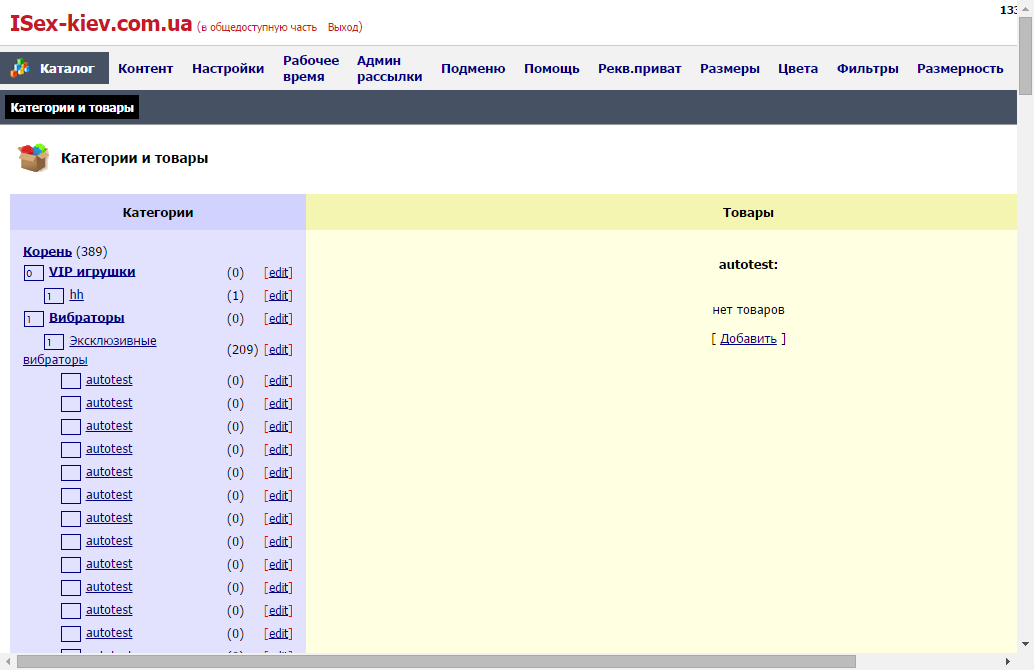 ISex-kiev.com.ua (в общедоступную часть Выход)
133
Каталог Контент Настройки Рабочее время Админ рассылки Подменю Помощь Рекв.приват Размеры Цвета Фильтры Размерность
Категории и товары
Категории и товары
Категории Товары
Корень (389)
0 VIP игрушки (0) [edit]
1 hh (1) [edit]
1 Вибраторы (0) [edit]
1 Эксклюзивные
вибраторы (209) [edit]
autotest (0) [edit]
autotest (0) [edit]
autotest (0) [edit]
autotest (0) [edit]
autotest (0) [edit]
autotest (0) [edit]
autotest (0) [edit]
autotest (0) [edit]
autotest (0) [edit]
autotest (0) [edit]
autotest (0) [edit]
autotest (0) [edit]
autotest:
нет товаров
[ Добавить ]